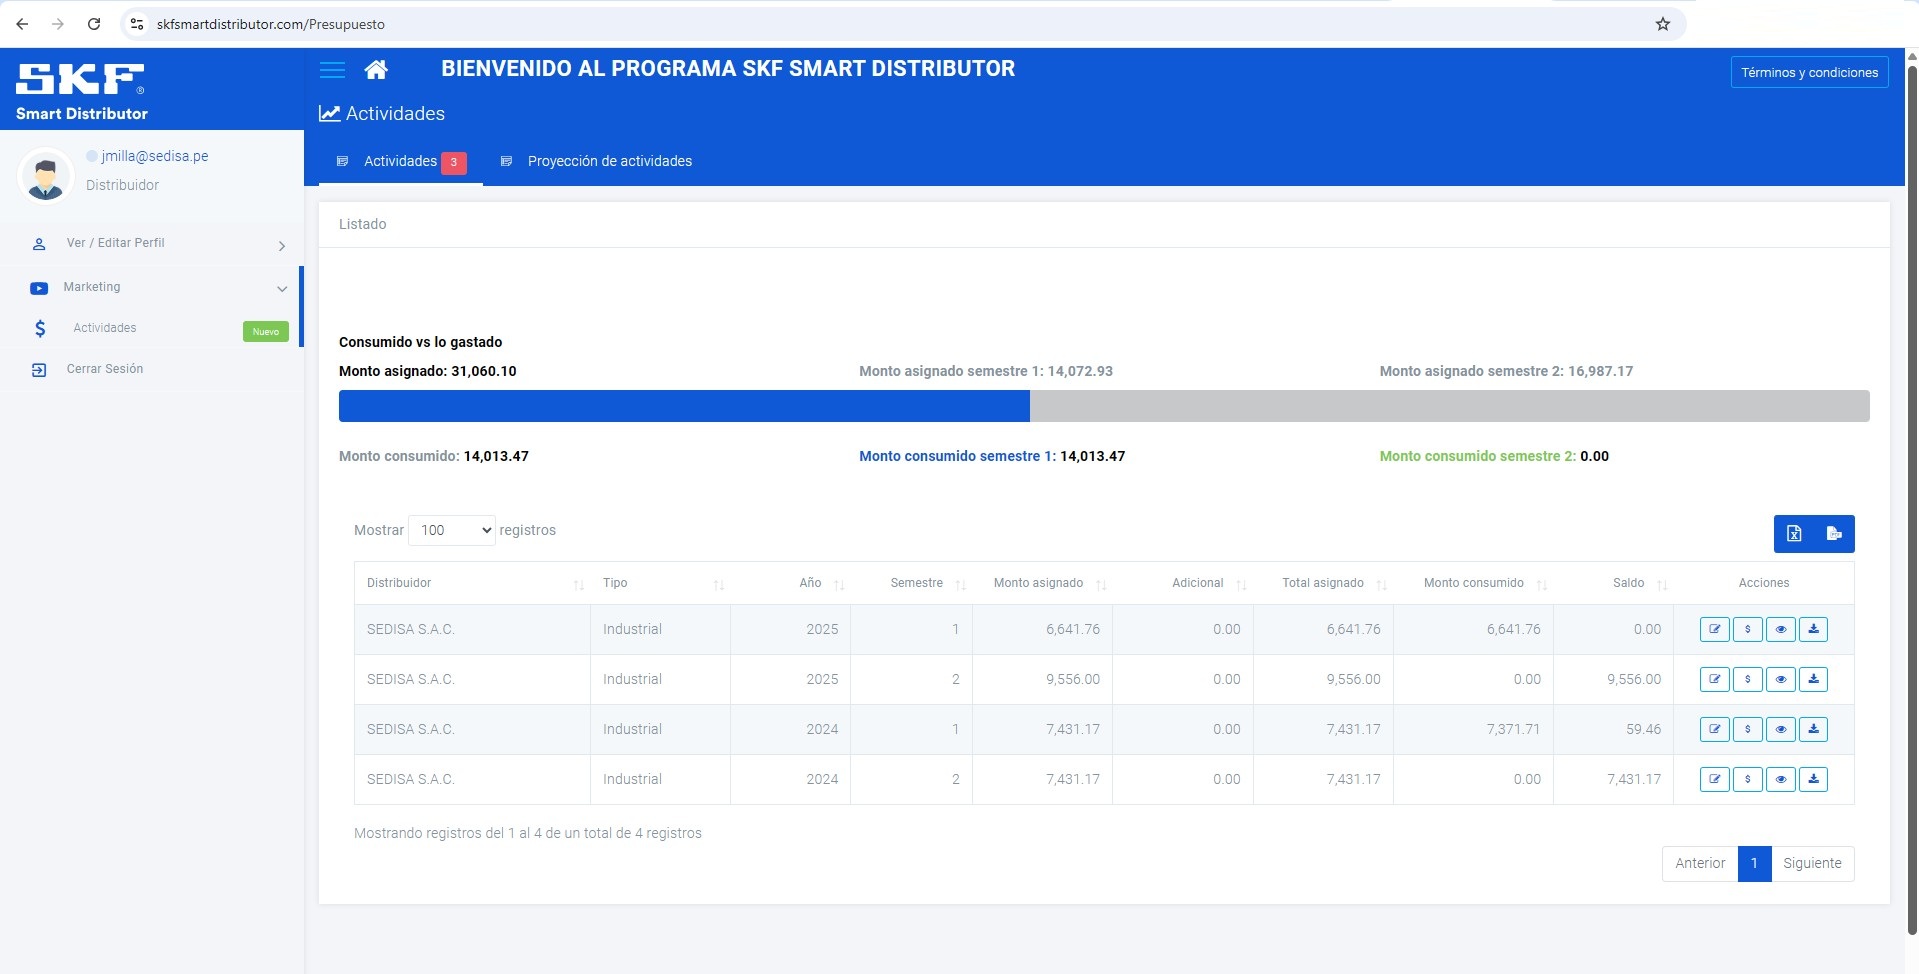 skfsmartdistributor.com/Presupuesto
SKF®
Smart Distributor
BIENVENIDO AL PROGRAMA SKF SMART DISTRIBUTOR
Términos y condiciones
Actividades
Actividades 3
Proyección de actividades
jmilla@sedisa.pe
Distribuidor
Ver / Editar Perfil
Marketing
Actividades
Nuevo
Cerrar Sesión
Listado
Consumido vs lo gastado
Monto asignado: 31,060.10 Monto asignado semestre 1: 14,072.93 Monto asignado semestre 2: 16,987.17
Monto consumido: 14,013.47 Monto consumido semestre 1: 14,013.47 Monto consumido semestre 2: 0.00
Mostrar 100 registros
Distribuidor Tipo Año Semestre Monto asignado Adicional Total asignado Monto consumido Saldo Acciones
SEDISA S.A.C. Industrial 2025 1 6,641.76 0.00 6,641.76 6,641.76 0.00 $
SEDISA S.A.C. Industrial 2025 2 9,556.00 0.00 9,556.00 0.00 9,556.00 $
SEDISA S.A.C. Industrial 2024 1 7,431.17 0.00 7,431.17 7,371.71 59.46 $
SEDISA S.A.C. Industrial 2024 2 7,431.17 0.00 7,431.17 0.00 7,431.17 $
Mostrando registros del 1 al 4 de un total de 4 registros
Anterior 1 Siguiente